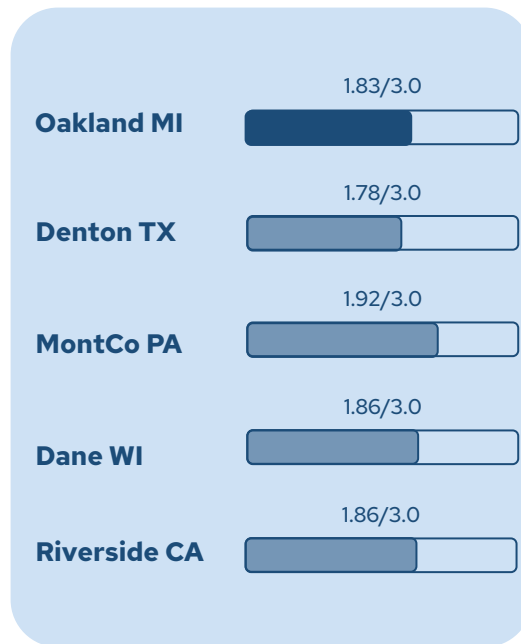 1.83/3.0
Oakland MI
1.78/3.0
Denton TX
1.92/3.0
MontCo PA
1.86/3.0
Dane WI
1.86/3.0
Riverside CA